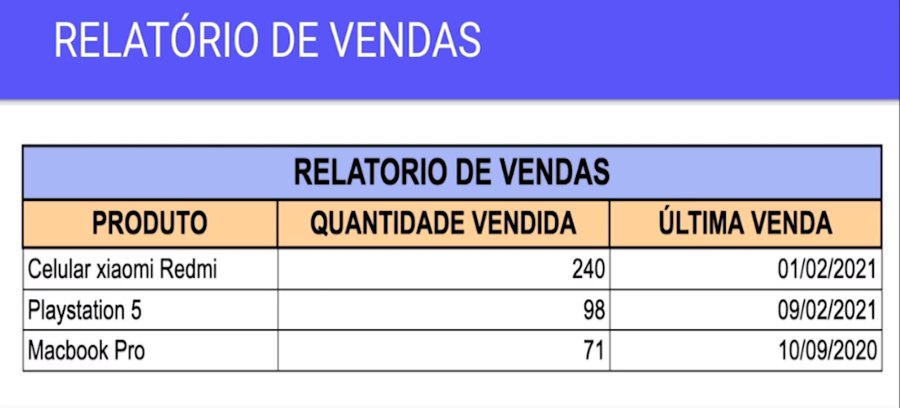 RELATÓRIO DE VENDAS
RELATORIO DE VENDAS
PRODUTO QUANTIDADE VENDIDA ÚLTIMA VENDA
Celular xiaomi Redmi 240 01/02/2021
Playstation 5 98 09/02/2021
Macbook Pro 71 10/09/2020